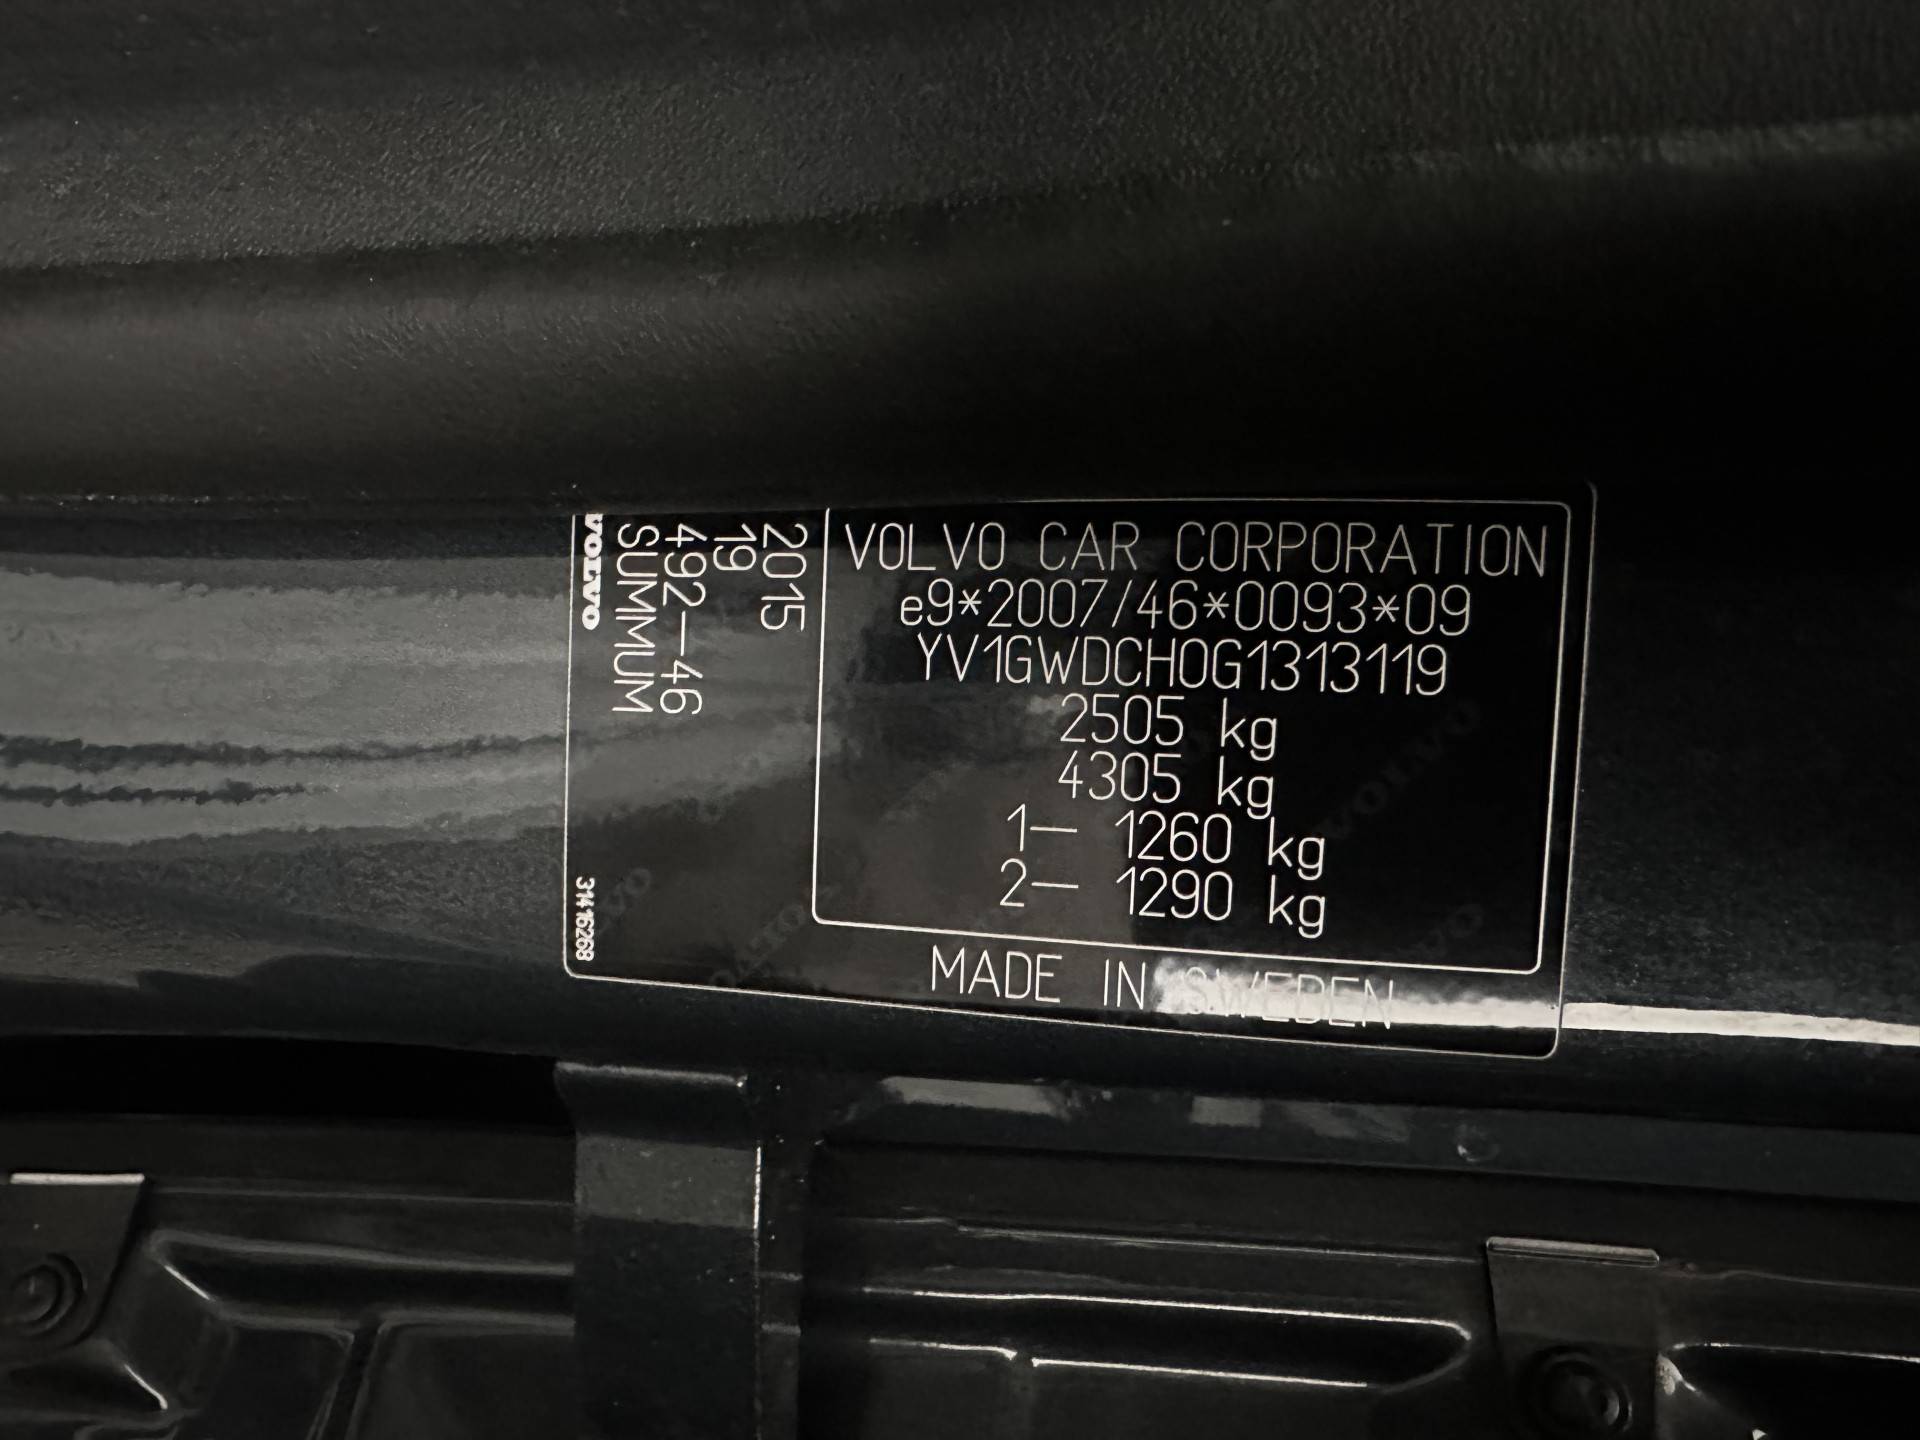 VOLVO CAR CORPORATION
e9*2007/46*0093*09
YV1GWDCH0G1313119
2505 kg
4305 kg
1— 1260 kg
2— 1290 kg
MADE IN SWEDEN
2015
19
492–46
SUMMUM
VOLVO
31416268